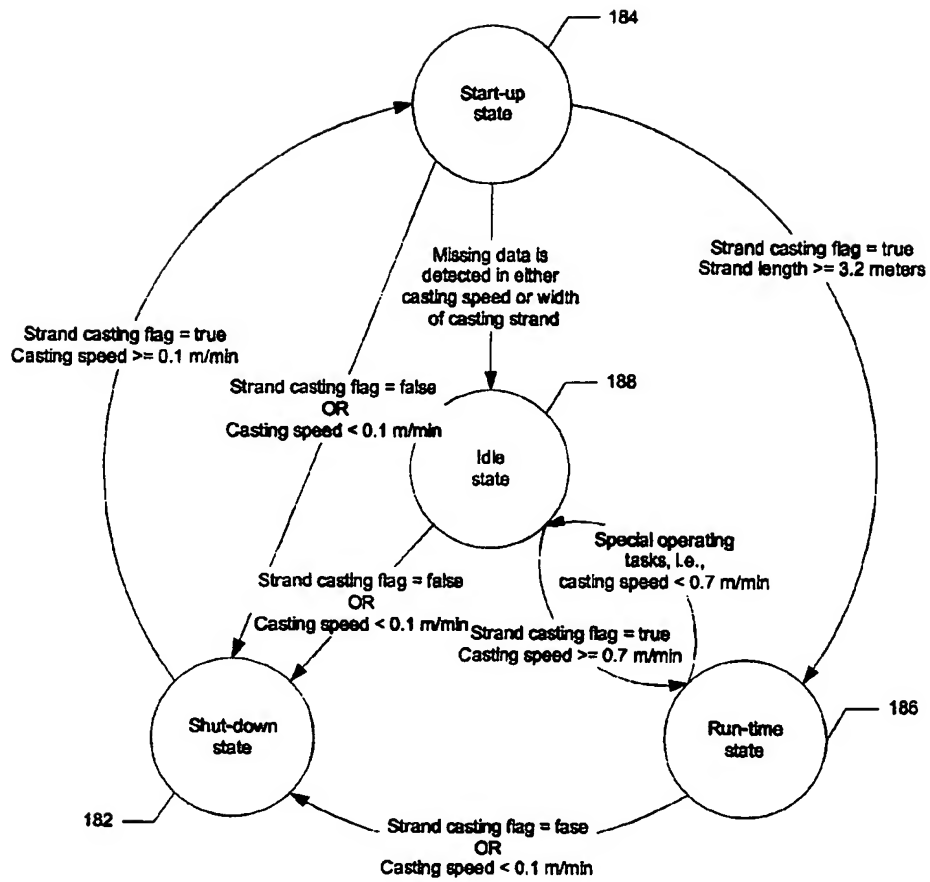 184
Start-up
state
Missing data is
detected in either
casting speed or width
of casting strand
Strand casting flag = true
Strand length >= 3.2 meters
Strand casting flag = true
Casting speed >= 0.1 m/min
Strand casting flag = false
OR
Casting speed < 0.1 m/min
188
Idle
state
Special operating
tasks, i.e.,
casting speed < 0.7 m/min
Strand casting flag = false
OR
Casting speed < 0.1 m/min
Strand casting flag = true
Casting speed >= 0.7 m/min
Shut-down
state
182
Run-time
state
186
Strand casting flag = fase
OR
Casting speed < 0.1 m/min